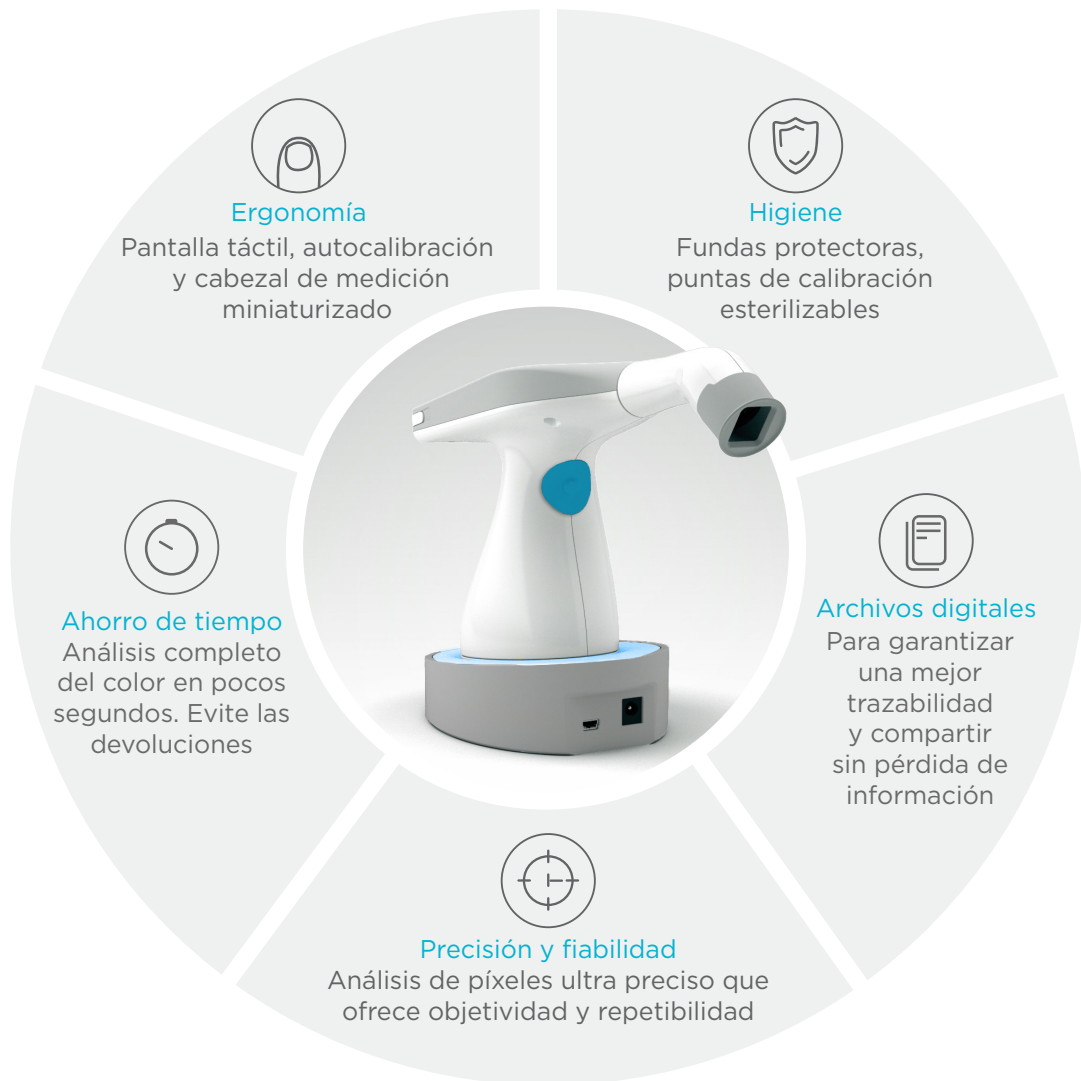 Ergonomía
Pantalla táctil, autocalibración
y cabezal de medición
miniaturizado
Higiene
Fundas protectoras,
puntas de calibración
esterilizables
Ahorro de tiempo
Análisis completo
del color en pocos
segundos. Evite las
devoluciones
Archivos digitales
Para garantizar
una mejor
trazabilidad
y compartir
sin pérdida de
información
Precisión y fiabilidad
Análisis de píxeles ultra preciso que
ofrece objetividad y repetibilidad